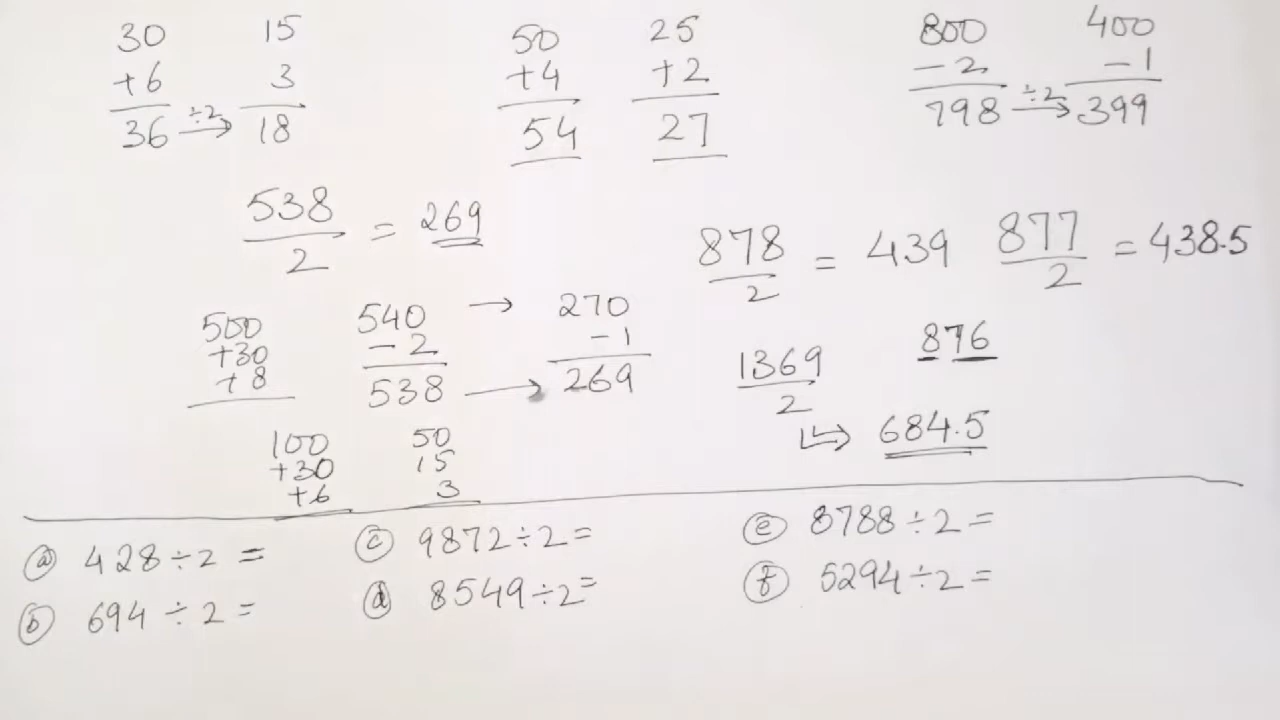 30 15 50 25 800 400
+6 3 +4 +2 -2 -1
36 ÷2 → 18 54 27 798 ÷2 → 399
538/2 = 269
878/2 = 439 877/2 = 438.5
500 540 → 270
+30 -2 -1
+8 538 → 269
876
1369/2
↳ 684.5
100 50
+30 15
+6 3
ⓐ 428÷2 =
ⓑ 694÷2=
ⓒ 9872÷2=
ⓓ 8549÷2=
ⓔ 8788÷2=
ⓕ 5294÷2=